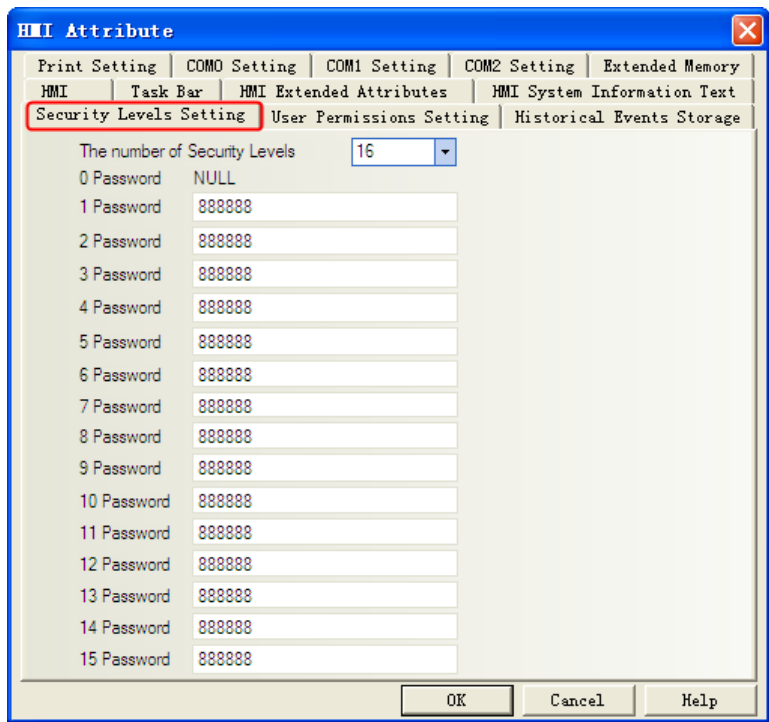 HMI Attribute
Print Setting COM0 Setting COM1 Setting COM2 Setting Extended Memory
HMI Task Bar HMI Extended Attributes HMI System Information Text
Security Levels Setting User Permissions Setting Historical Events Storage
The number of Security Levels 16
0 Password NULL
1 Password 888888
2 Password 888888
3 Password 888888
4 Password 888888
5 Password 888888
6 Password 888888
7 Password 888888
8 Password 888888
9 Password 888888
10 Password 888888
11 Password 888888
12 Password 888888
13 Password 888888
14 Password 888888
15 Password 888888
OK Cancel Help